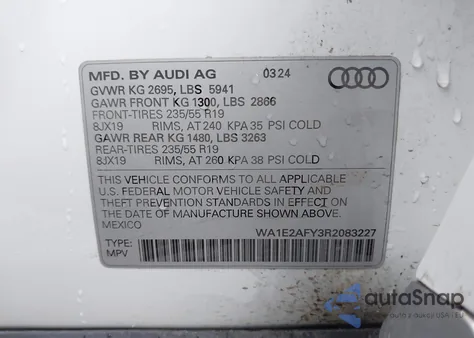 MFD. BY AUDI AG 03 24
GVWR KG 2695, LBS 5941
GAWR FRONT KG 1300, LBS 2866
FRONT-TIRES 235/55 R19
8JX19 RIMS, AT 240 KPA 35 PSI COLD
GAWR REAR KG 1480, LBS 3263
REAR-TIRES 235/55 R19
8JX19 RIMS, AT 260 KPA 38 PSI COLD
THIS VEHICLE CONFORMS TO ALL APPLICABLE
U.S. FEDERAL MOTOR VEHICLE SAFETY AND
THEFT PREVENTION STANDARDS IN EFFECT
ON THE DATE OF MANUFACTURE SHOWN ABOVE.
MEXICO WA1E2AFY3R2083227
TYPE:
MPV
autaSnap